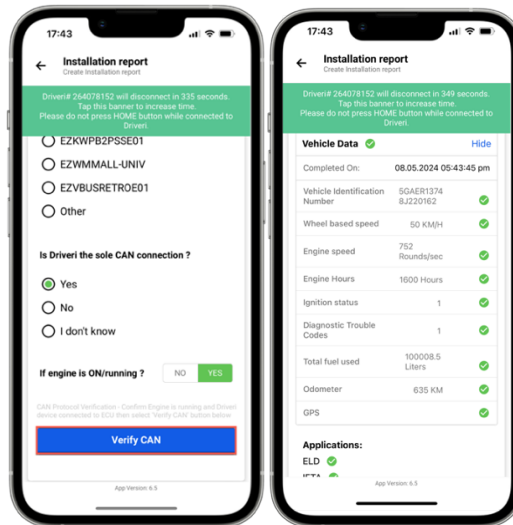 17:43
Installation report
Create Installation report
Driveri# 264078152 will disconnect in 335 seconds.
Tap this banner to increase time.
Please do not press HOME button while connected to
Driveri.
EZKWPB2PSSE01
EZWMMALL-UNIV
EZVBUSRETROE01
Other
Is Driveri the sole CAN connection ?
Yes
No
I don't know
If engine is ON/running ?
NO
YES
CAN Protocol Verification - Confirm Engine is running and Driveri
device connected to ECU then select 'Verify CAN' button below
Verify CAN
App Version: 6.5
17:43
Installation report
Create Installation report
Driveri# 264078152 will disconnect in 349 seconds.
Tap this banner to increase time.
Please do not press HOME button while connected to
Driveri.
Vehicle Data
Hide
Completed On:
08.05.2024 05:43:45 pm
Vehicle Identification
Number
5GAER1374
8J220162
Wheel based speed
50 KM/H
Engine speed
752
Rounds/sec
Engine Hours
1600 Hours
Ignition status
1
Diagnostic Trouble
Codes
1
Total fuel used
100008.5
Liters
Odometer
635 KM
GPS
Applications:
ELD
IFTA
App Version: 6.5